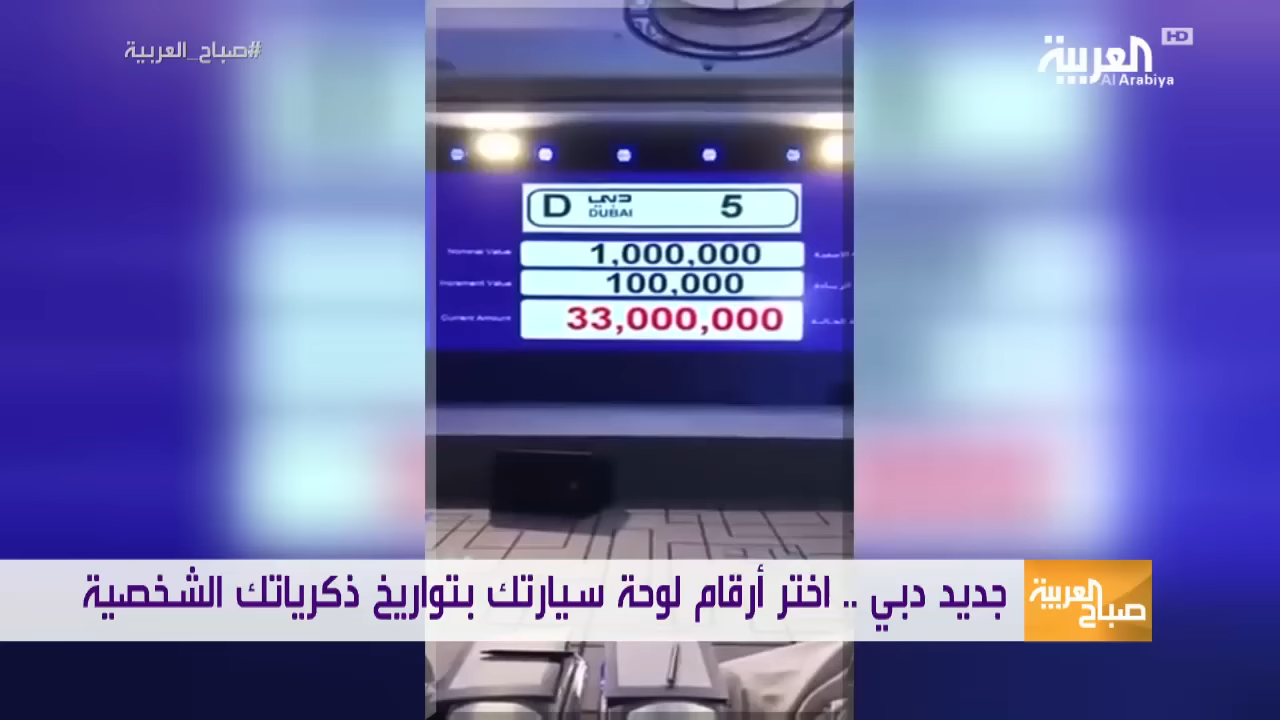 #صباح_العربية
العربية HD
Al Arabiya
D دبي 5
DUBAI
Nominal Value 1,000,000
Increment Value 100,000
Current Amount 33,000,000
جديد دبي .. اختر أرقام لوحة سيارتك بتواريخ ذكرياتك الشخصية
صباح العربية